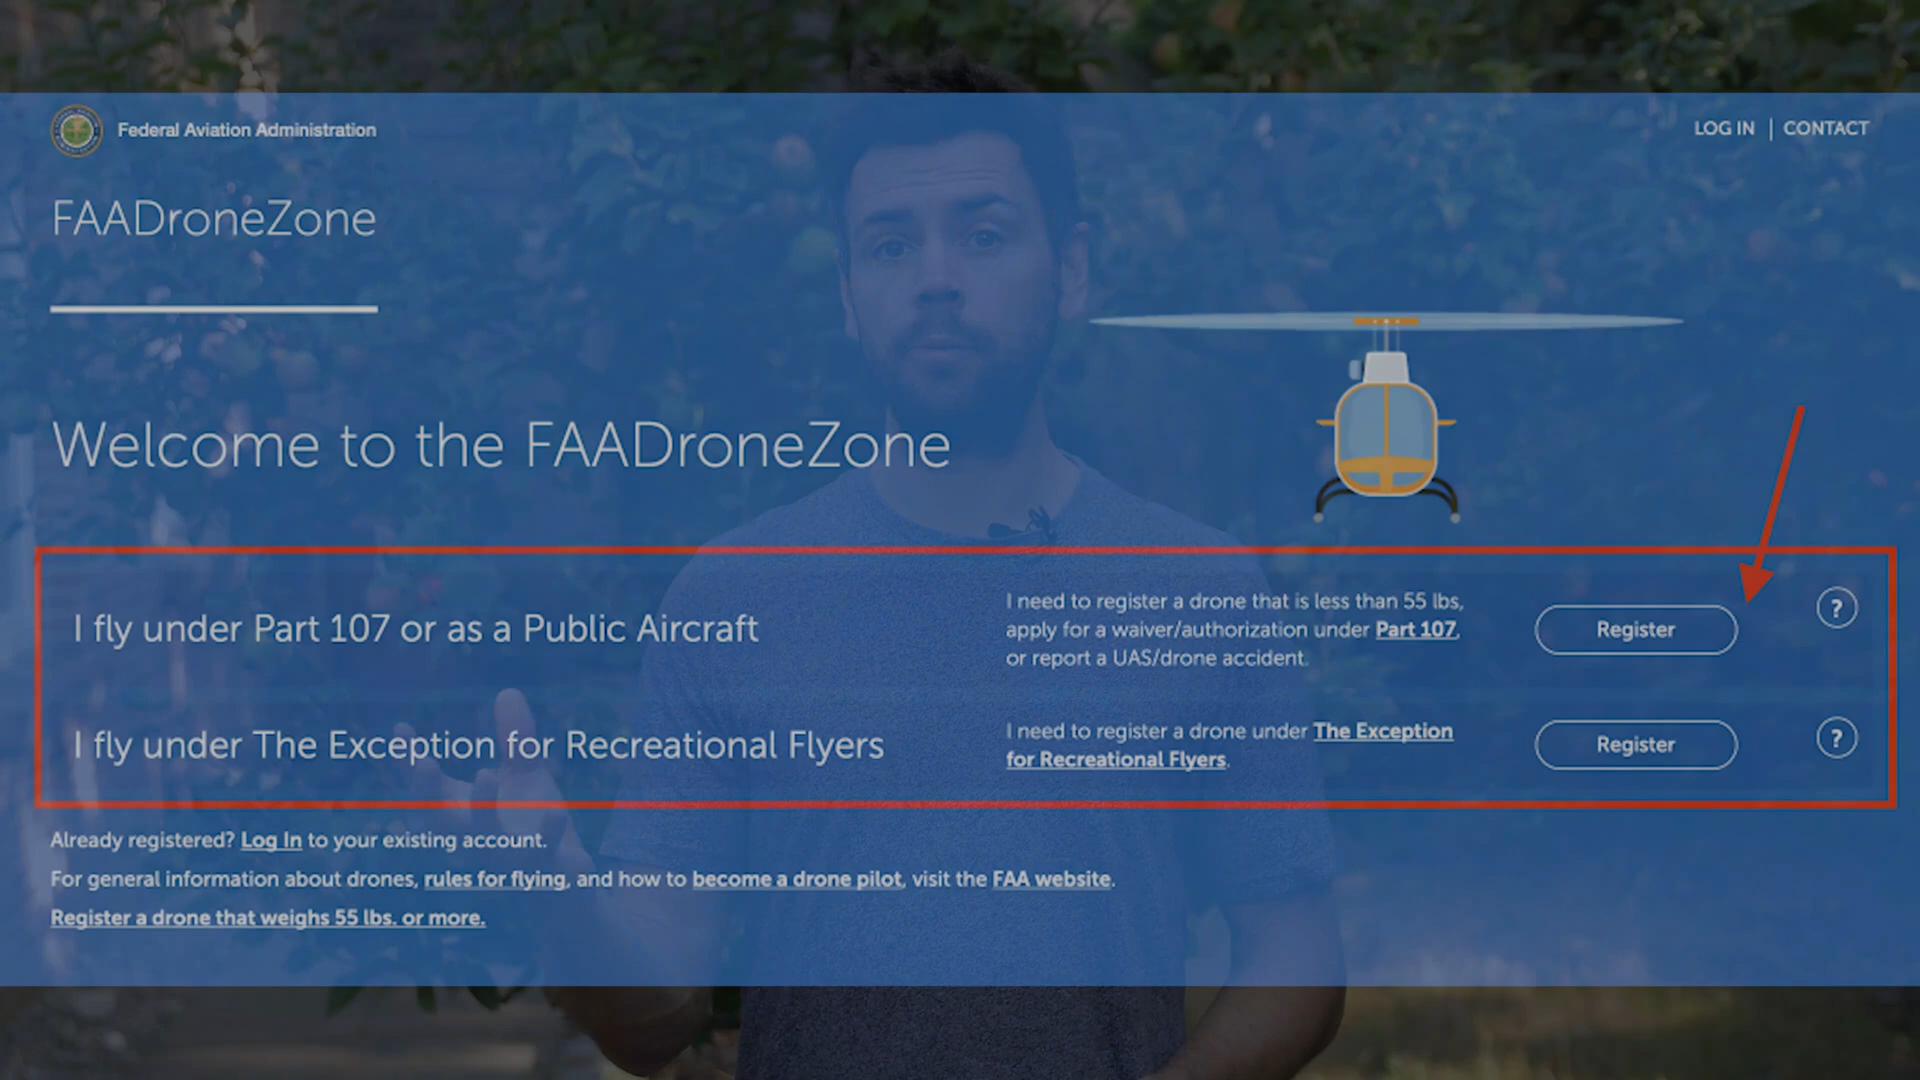 Federal Aviation Administration
LOG IN | CONTACT
FAADroneZone
Welcome to the FAADroneZone
I fly under Part 107 or as a Public Aircraft
I need to register a drone that is less than 55 lbs,
apply for a waiver/authorization under Part 107,
or report a UAS/drone accident.
Register
?
I fly under The Exception for Recreational Flyers
I need to register a drone under The Exception
for Recreational Flyers.
Register
?
Already registered? Log In to your existing account.
For general information about drones, rules for flying, and how to become a drone pilot, visit the FAA website.
Register a drone that weighs 55 lbs. or more.